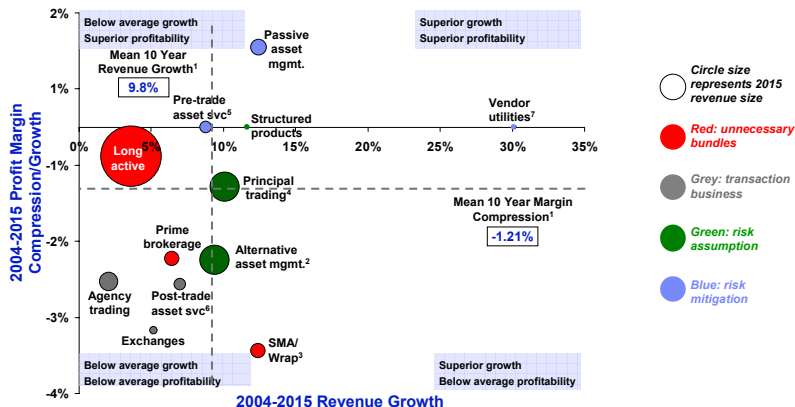 2%
Below average growth
Superior profitability
Superior growth
Superior profitability
Passive
asset
mgmt.
Mean 10 Year
Revenue Growth1
9.8%
1%
Pre-trade
asset svc5
Structured
products
Vendor
utilities7
0%
5%
10%
15%
20%
25%
30%
35%
Long
active
-1%
Principal
trading4
Mean 10 Year Margin
Compression1
-1.21%
-2%
Prime
brokerage
Alternative
asset mgmt.2
Agency
trading
Post-trade
asset svc6
-3%
Exchanges
SMA/
Wrap3
Below average growth
Below average profitability
Superior growth
Below average profitability
-4%
2004-2015 Profit Margin
Compression/Growth
2004-2015 Revenue Growth
Circle size
represents 2015
revenue size
Red: unnecessary
bundles
Grey: transaction
business
Green: risk
assumption
Blue: risk
mitigation